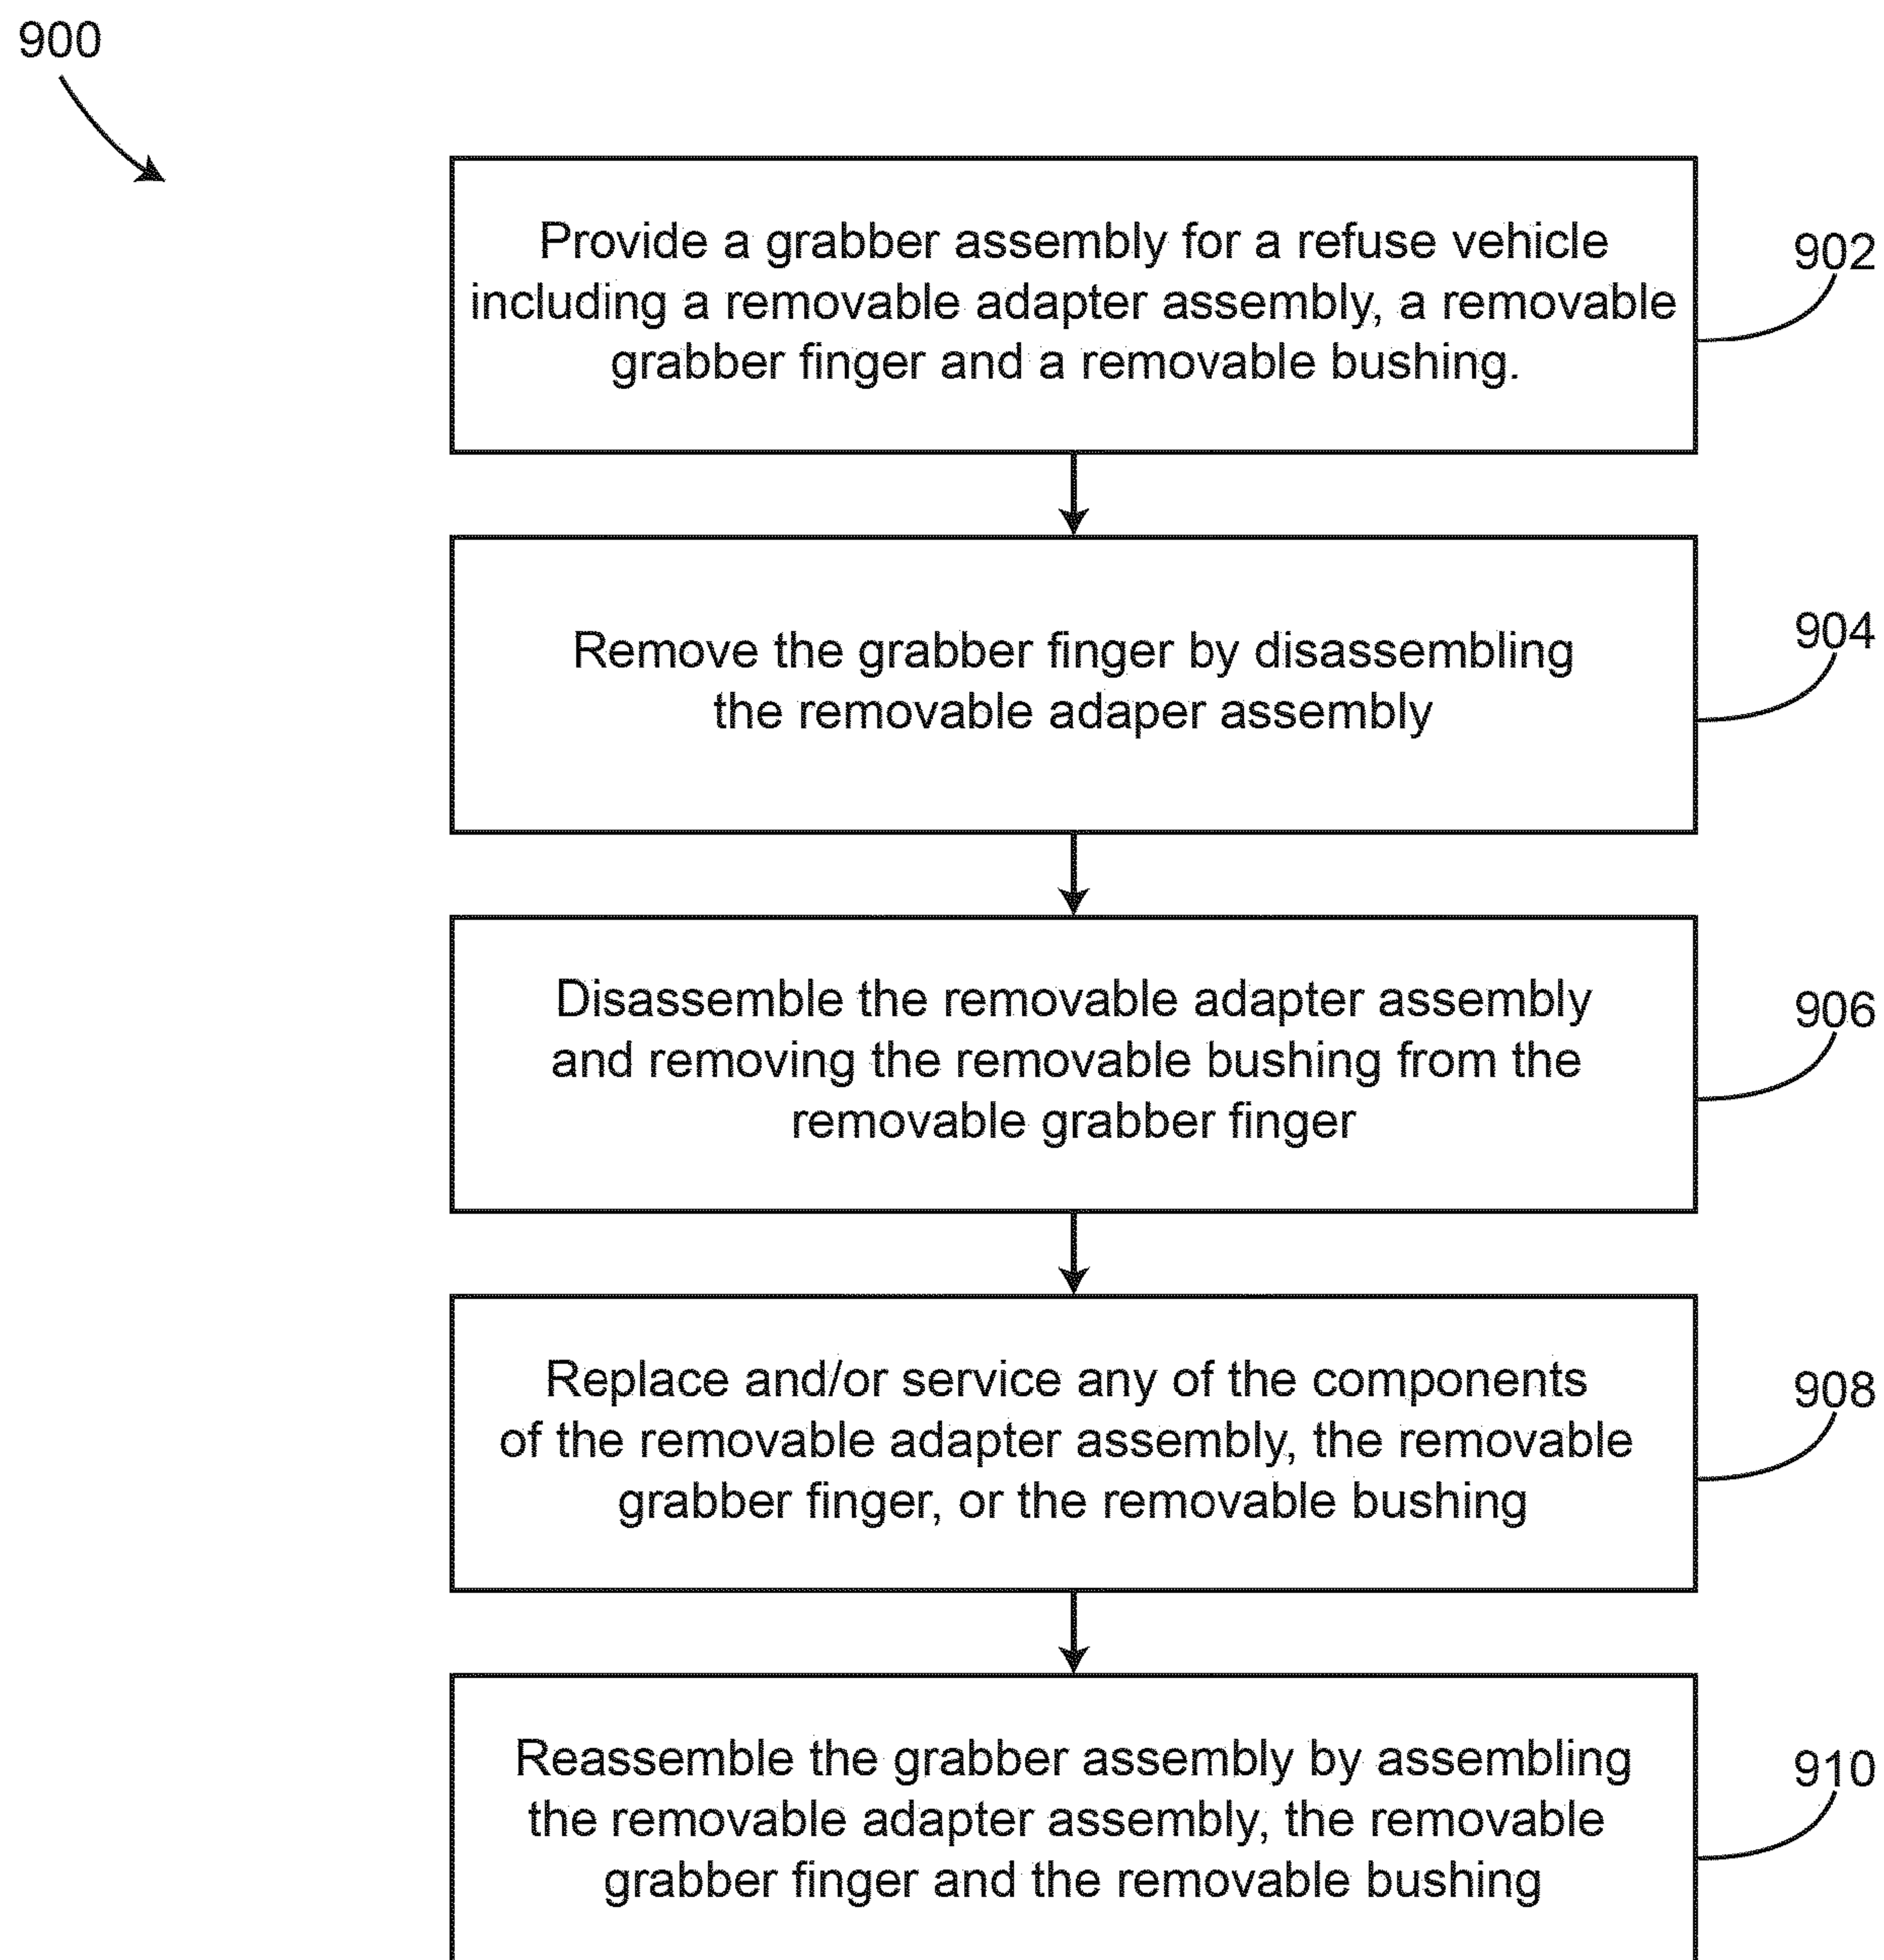 900
Provide a grabber assembly for a refuse vehicle
including a removable adapter assembly, a removable
grabber finger and a removable bushing.
902
Remove the grabber finger by disassembling
the removable adaper assembly
904
Disassemble the removable adapter assembly
and removing the removable bushing from the
removable grabber finger
906
Replace and/or service any of the components
of the removable adapter assembly, the removable
grabber finger, or the removable bushing
908
Reassemble the grabber assembly by assembling
the removable adapter assembly, the removable
grabber finger and the removable bushing
910